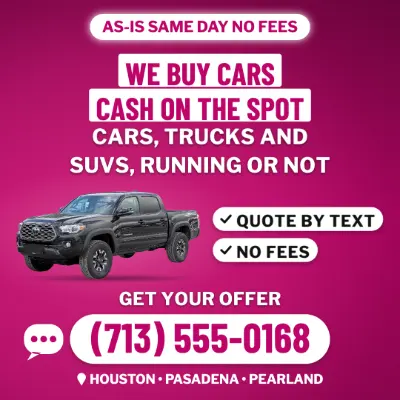 AS-IS SAME DAY NO FEES
WE BUY CARS
CASH ON THE SPOT
CARS, TRUCKS AND
SUVS, RUNNING OR NOT
QUOTE BY TEXT
NO FEES
GET YOUR OFFER
(713) 555-0168
HOUSTON • PASADENA • PEARLAND